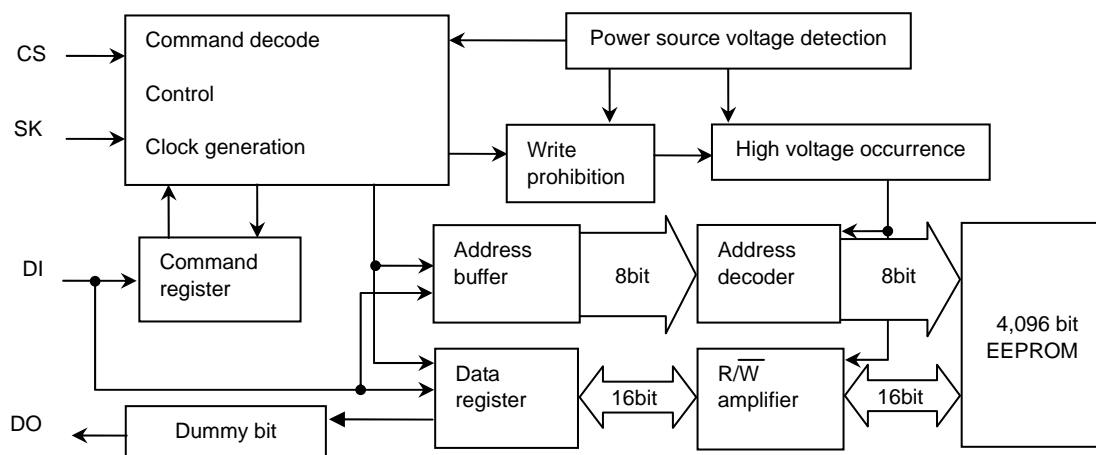 CS
SK
DI
DO
Command decode
Control
Clock generation
Power source voltage detection
Write
prohibition
High voltage occurrence
Command
register
Address
buffer
8bit
Address
decoder
8bit
4,096 bit
EEPROM
Data
register
16bit
R/W̅
amplifier
16bit
Dummy bit